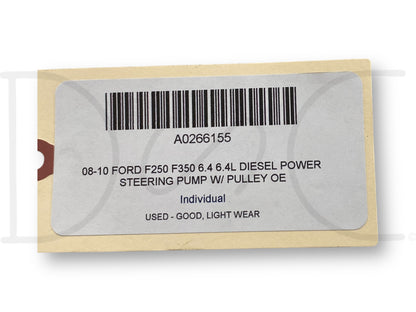 A0266155
08-10 FORD F250 F350 6.4 6.4L DIESEL POWER
STEERING PUMP W/ PULLEY OE
Individual
USED - GOOD, LIGHT WEAR